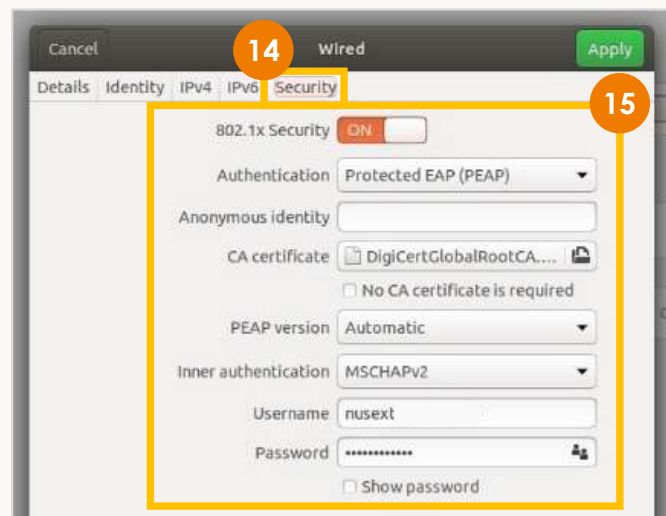 Cancel
14
Wired
Apply
Details Identity IPv4 IPv6 Security
15
802.1x Security ON
Authentication Protected EAP (PEAP)
Anonymous identity
CA certificate DigiCertGlobalRootCA....
No CA certificate is required
PEAP version Automatic
Inner authentication MSCHAPv2
Username nusext
Password ••••••••••••
Show password